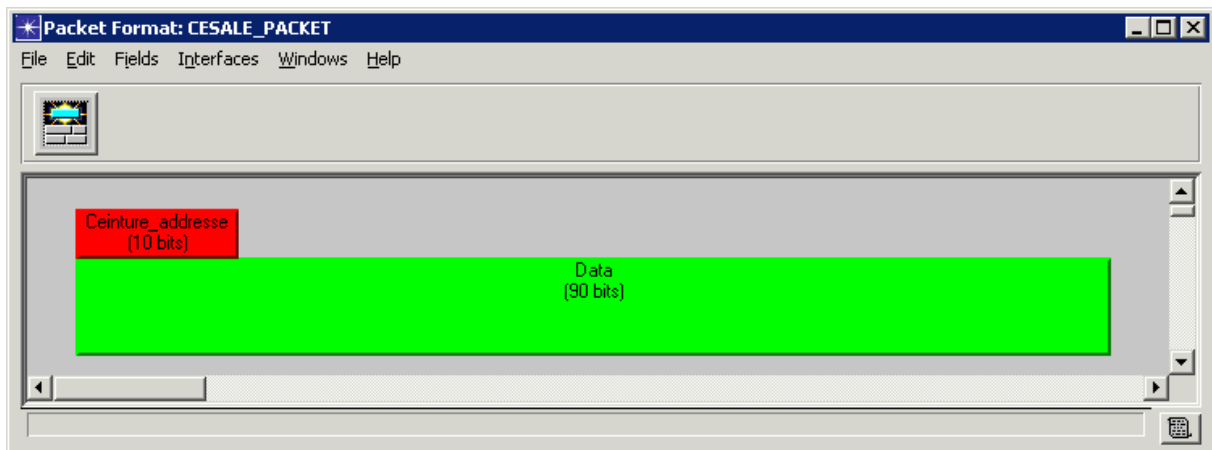 Packet Format: CESALE_PACKET
File Edit Fields Interfaces Windows Help
Ceinture_addresse
(10 bits)
Data
(90 bits)